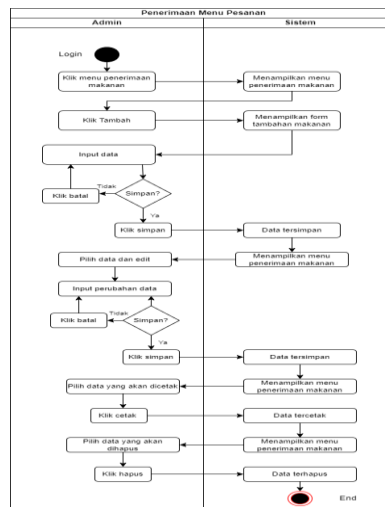 Penerimaan Menu Pesanan
Admin
Sistem
Login
Klik menu penerimaan
makanan
Menampilkan menu
penerimaan makanan
Klik Tambah
Menampilkan form
tambahan makanan
Input data
Simpan?
Tidak
Klik batal
Ya
Klik simpan
Data tersimpan
Menampilkan menu
penerimaan makanan
Pilih data dan edit
Input perubahan data
Simpan?
Tidak
Klik batal
Ya
Klik simpan
Data tersimpan
Menampilkan menu
penerimaan makanan
Pilih data yang akan dicetak
Klik cetak
Data tercetak
Menampilkan menu
penerimaan makanan
Pilih data yang akan
dihapus
Klik hapus
Data terhapus
End